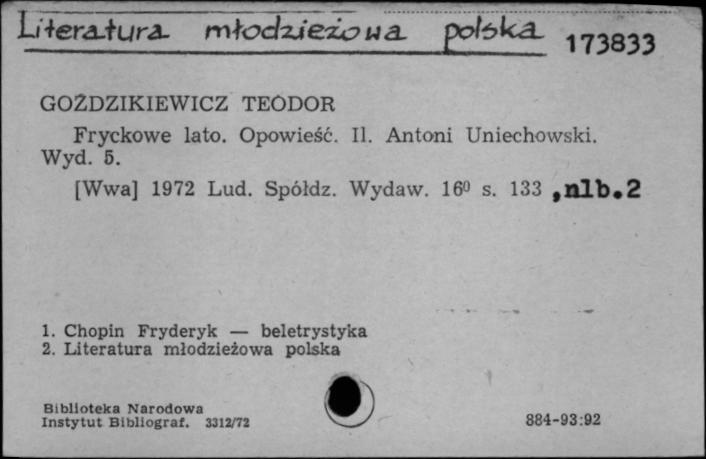 Literatura młodzieżowa polska 173833
GOŹDZIKIEWICZ TEODOR
Fryckowe lato. Opowieść. Il. Antoni Uniechowski.
Wyd. 5.
[Wwa] 1972 Lud. Spółdz. Wydaw. 16⁰ s. 133 ,nlb.2
1. Chopin Fryderyk — beletrystyka
2. Literatura młodzieżowa polska
Biblioteka Narodowa
Instytut Bibliograf. 3312/72
884-93:92